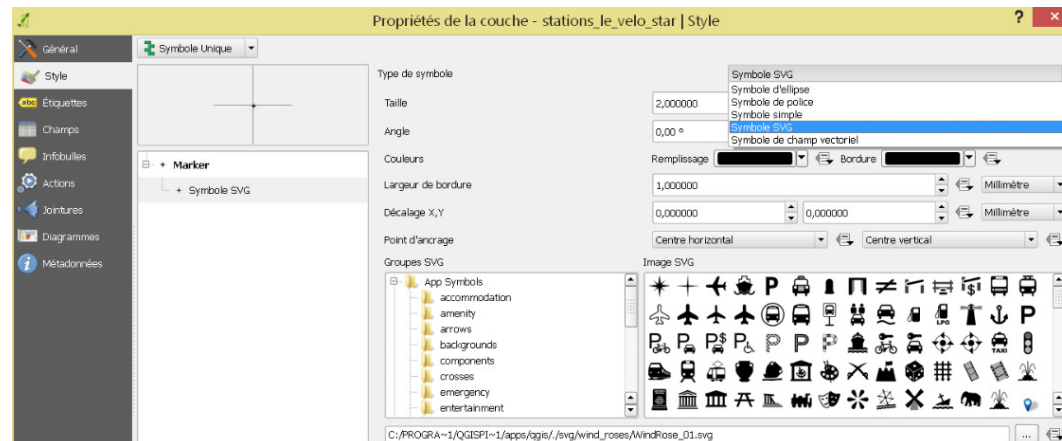 Propriétés de la couche - stations_le_velo_star | Style
? ×
Général
Style
abc Étiquettes
Champs
Infobulles
Actions
Jointures
Diagrammes
Métadonnées
Symbole Unique
Marker
Symbole SVG
Type de symbole
Symbole SVG
Symbole d'ellipse
Symbole de police
Symbole simple
Symbole SVG
Symbole de champ vectoriel
Taille
2,000000
Angle
0,00 °
Couleurs
Remplissage
Bordure
Largeur de bordure
1,000000
Millimètre
Décalage X,Y
0,000000
0,000000
Millimètre
Point d'ancrage
Centre horizontal
Centre vertical
Groupes SVG
Image SVG
App Symbols
accommodation
amenity
arrows
backgrounds
components
crosses
emergency
entertainment
C:/PROGRA~1/QGISPI~1/apps/qgis/./svg/wind_roses/WindRose_01.svg
...